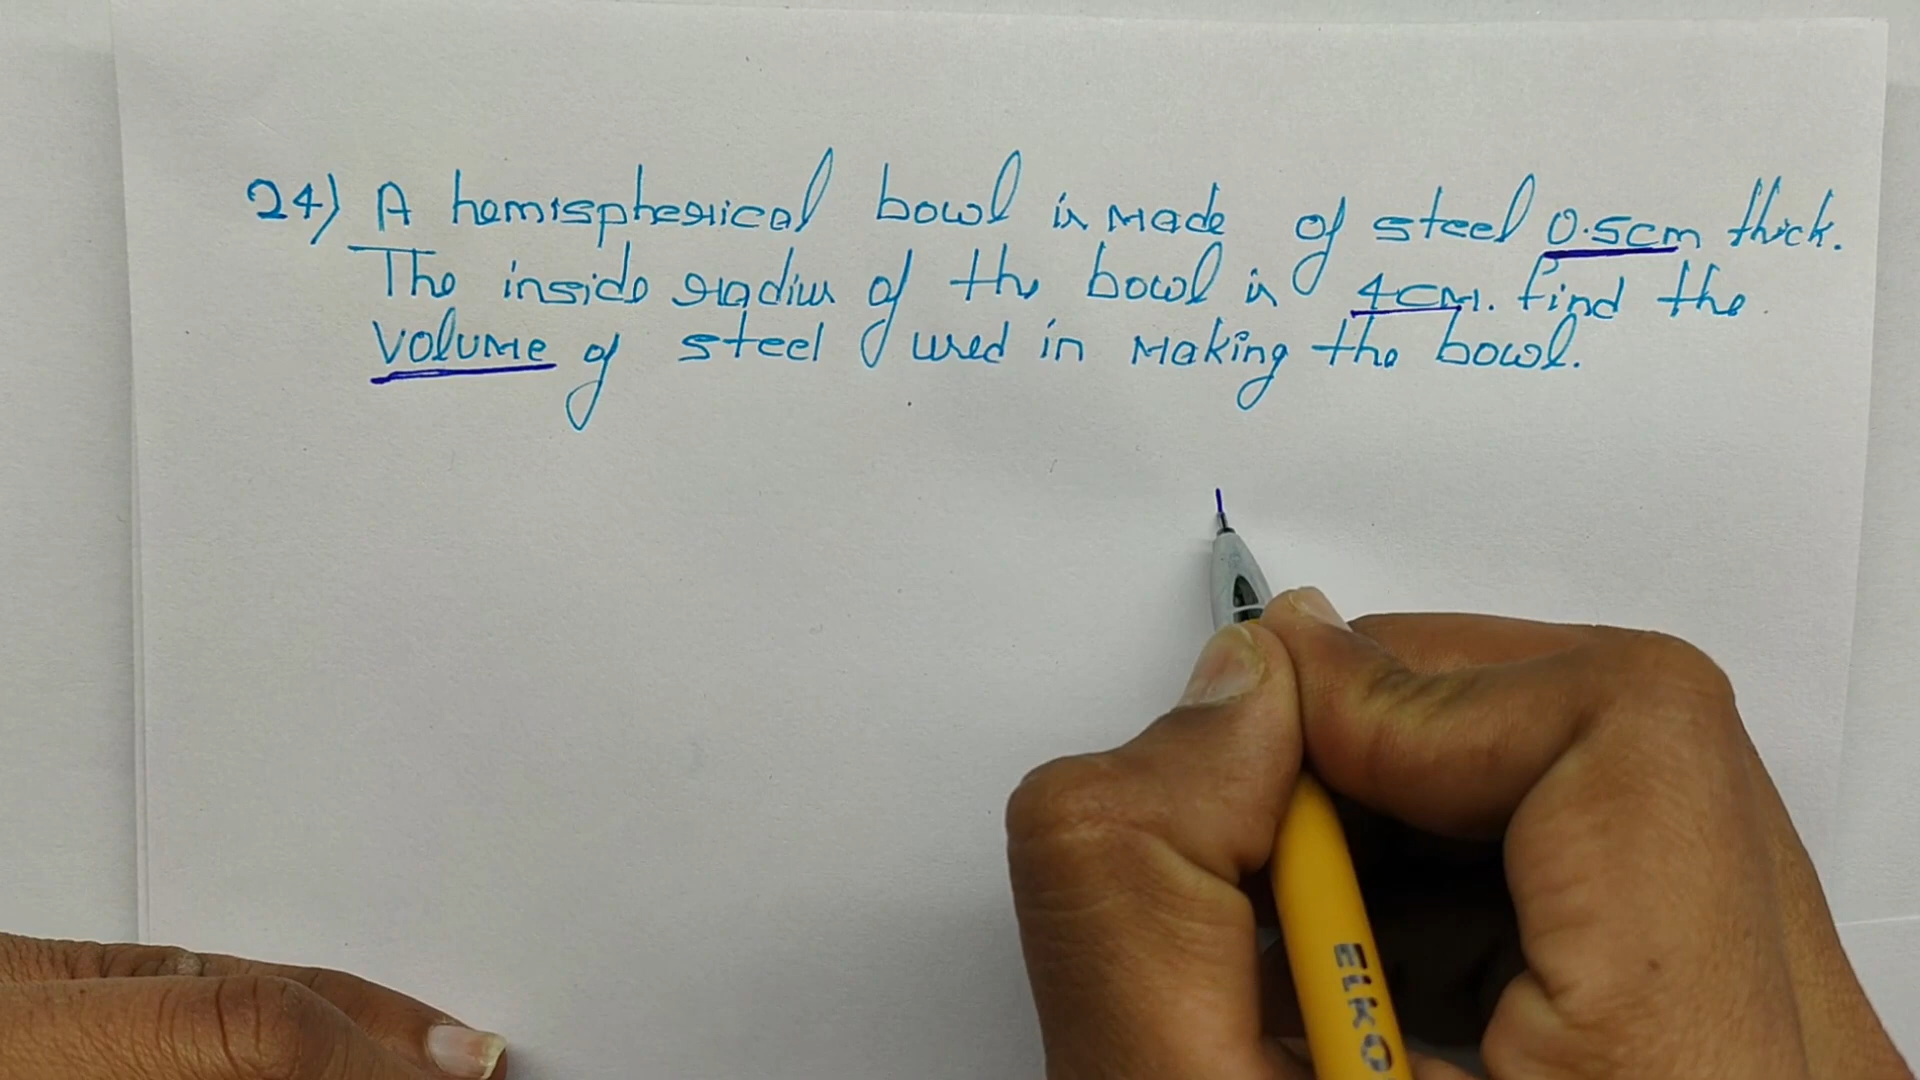 24) A hemispherical bowl is made of steel 0.5cm thick.
The inside radius of the bowl is 4cm. find the
volume of steel used in making the bowl.
ELKO